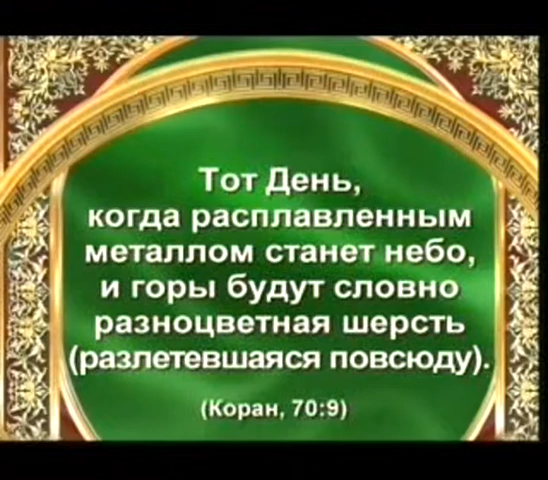 Тот День,
когда расплавленным
металлом станет небо,
и горы будут словно
разноцветная шерсть
(разлетевшаяся повсюду).
(Коран, 70:9)